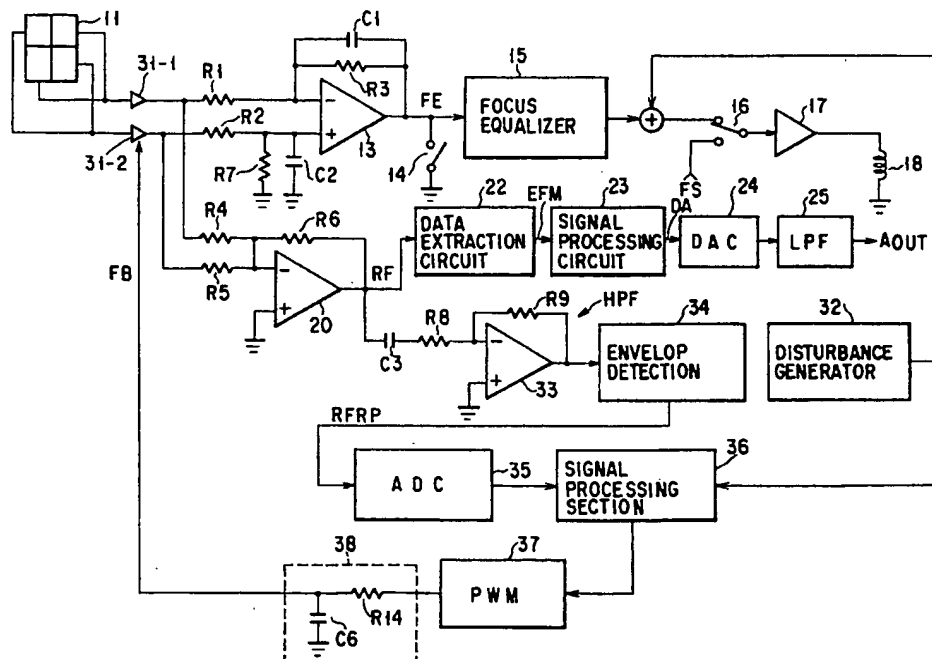 11
31-1
31-2
R1
R2
R7
C1
R3
C2
13
FE
14
15
FOCUS
EQUALIZER
16
17
18
FS
R4
R5
R6
20
RF
FB
22
DATA
EXTRACTION
CIRCUIT
EFM
23
SIGNAL
PROCESSING
CIRCUIT
DA
24
DAC
25
LPF
AOUT
C3
R8
R9
HPF
33
34
ENVELOP
DETECTION
32
DISTURBANCE
GENERATOR
RFRP
ADC
35
36
SIGNAL
PROCESSING
SECTION
37
PWM
38
R14
C6